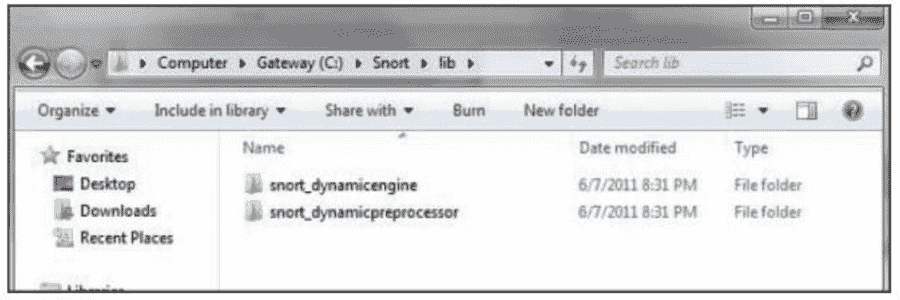 Computer Gateway (C:) Snort lib Search lib
Organize Include in library Share with Burn New folder
Favorites
Desktop
Downloads
Recent Places
Libraries
Name Date modified Type
snort_dynamicengine 6/7/2011 8:31 PM File folder
snort_dynamicpreprocessor 6/7/2011 8:31 PM File folder